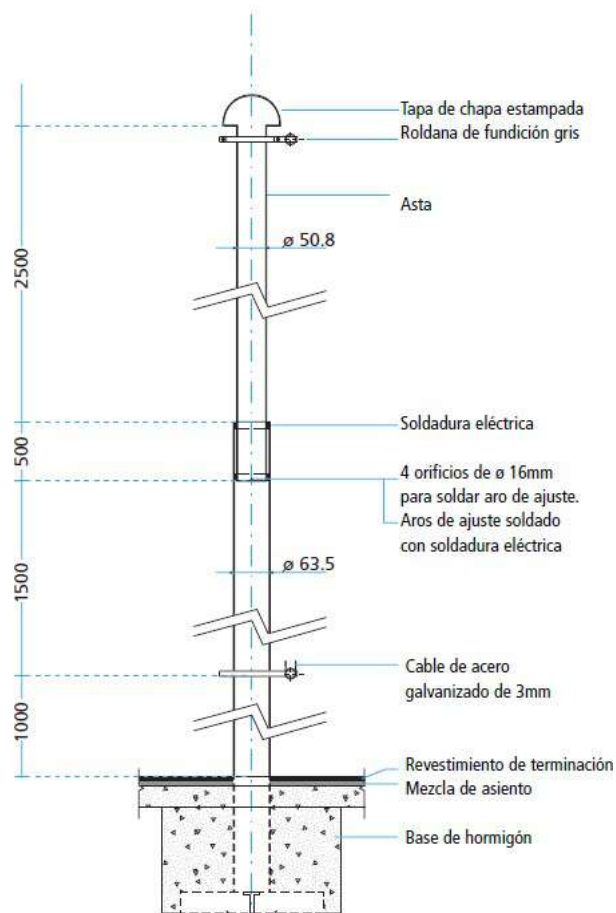 Tapa de chapa estampada
Roldana de fundición gris
Asta
ø 50.8
2500
Soldadura eléctrica
500
4 orificios de ø 16mm
para soldar aro de ajuste.
Aros de ajuste soldado
con soldadura eléctrica
ø 63.5
1500
Cable de acero
galvanizado de 3mm
1000
Revestimiento de terminación
Mezcla de asiento
Base de hormigón